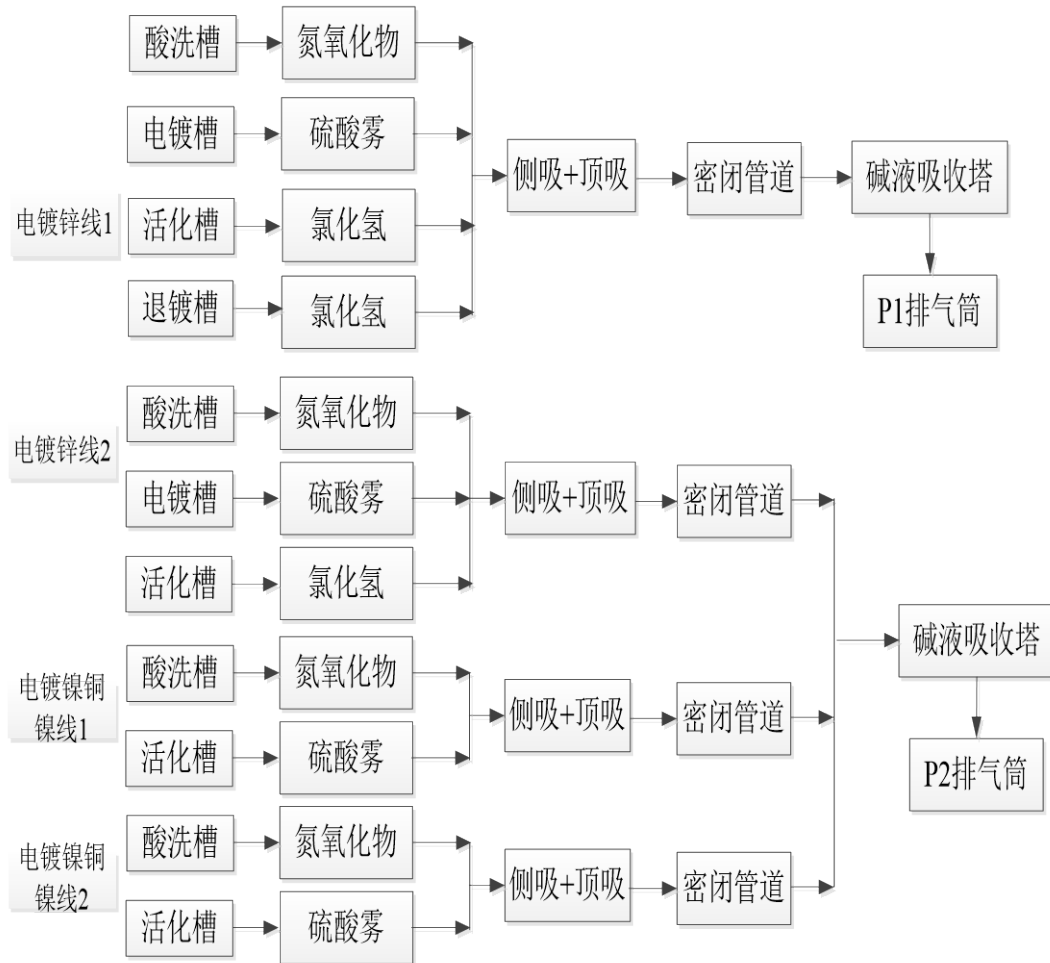 电镀锌线1
酸洗槽
氮氧化物
电镀槽
硫酸雾
活化槽
氯化氢
退镀槽
氯化氢
侧吸+顶吸
密闭管道
碱液吸收塔
P1排气筒
电镀锌线2
酸洗槽
氮氧化物
电镀槽
硫酸雾
活化槽
氯化氢
侧吸+顶吸
密闭管道
电镀镍铜
镍线1
酸洗槽
氮氧化物
活化槽
硫酸雾
侧吸+顶吸
密闭管道
电镀镍铜
镍线2
酸洗槽
氮氧化物
活化槽
硫酸雾
侧吸+顶吸
密闭管道
碱液吸收塔
P2排气筒